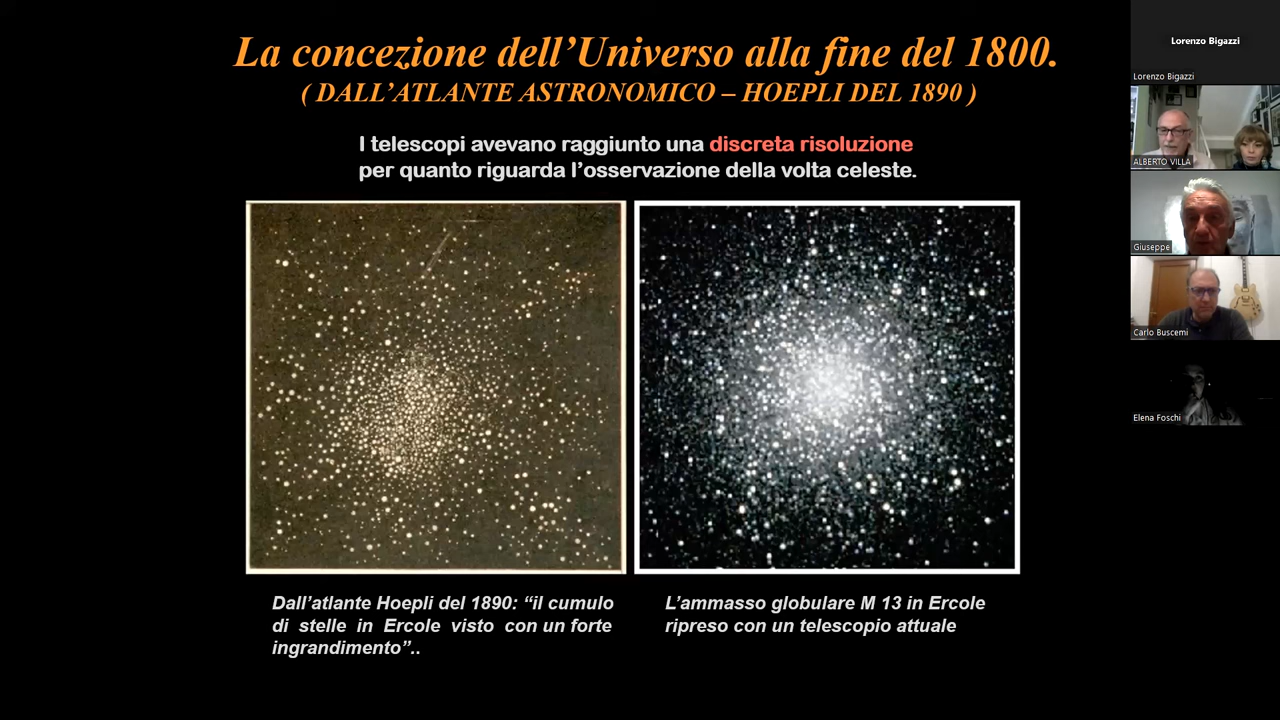 La concezione dell’Universo alla fine del 1800.
( DALL’ATLANTE ASTRONOMICO – HOEPLI DEL 1890 )
I telescopi avevano raggiunto una discreta risoluzione
per quanto riguarda l’osservazione della volta celeste.
Dall’atlante Hoepli del 1890: “il cumulo
di stelle in Ercole visto con un forte
ingrandimento”..
L’ammasso globulare M 13 in Ercole
ripreso con un telescopio attuale
Lorenzo Bigazzi
Lorenzo Bigazzi
ALBERTO VILLA
Giuseppe
Carlo Buscemi
Elena Foschi